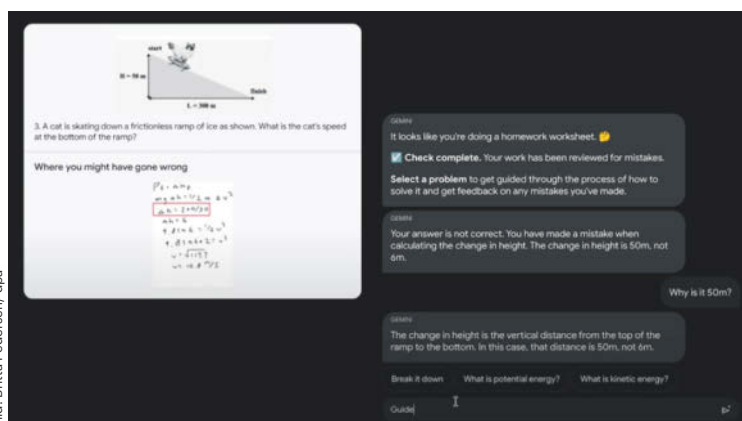 start
H = 50 m
finish
L = 300 m
3. A cat is skating down a frictionless ramp of ice as shown. What is the cat's speed
at the bottom of the ramp?
Where you might have gone wrong
GEMINI
It looks like you're doing a homework worksheet. 🤔
☑ Check complete. Your work has been reviewed for mistakes.
Select a problem to get guided through the process of how to
solve it and get feedback on any mistakes you've made.
GEMINI
Your answer is not correct. You have made a mistake when
calculating the change in height. The change in height is 50m, not
6m.
Why is it 50m?
GEMINI
The change in height is the vertical distance from the top of the
ramp to the bottom. In this case, that distance is 50m, not 6m.
Break it down What is potential energy? What is kinetic energy?
Guide